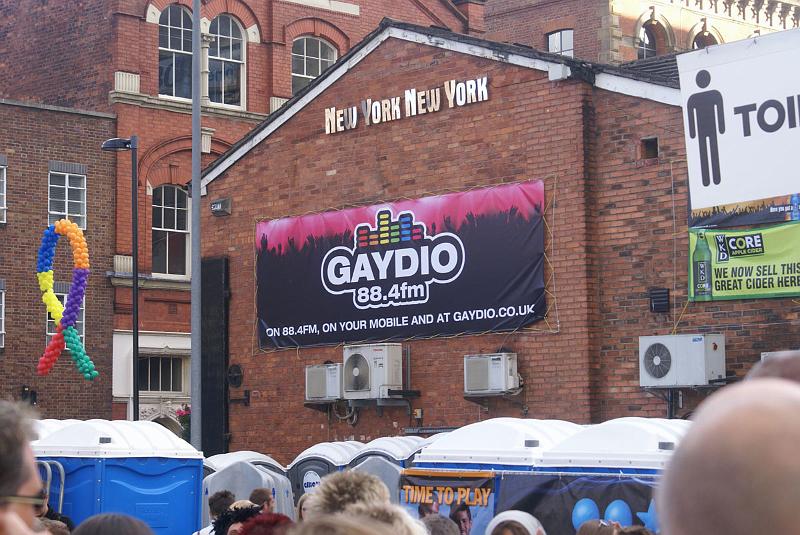 NEW YORK NEW YORK
GAYDIO
88.4fm
ON 88.4FM, ON YOUR MOBILE AND AT GAYDIO.CO.UK
TOI
WKD
CORE
APPLE CIDER
WE NOW SELL THIS
GREAT CIDER HERE
TIME TO PLAY